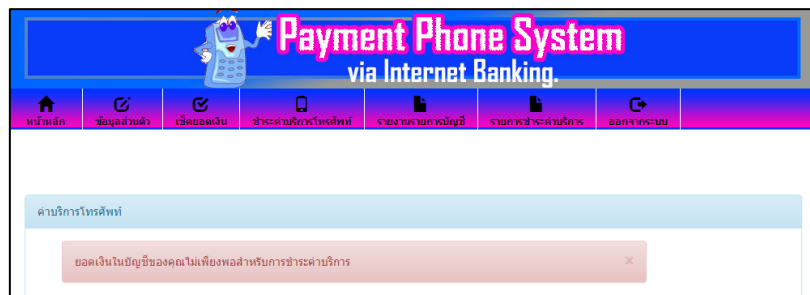 Payment Phone System
via Internet Banking.
หน้าหลัก ข้อมูลส่วนตัว เช็คยอดเงิน ชำระค่าบริการโทรศัพท์ รายงานรายการบัญชี รายการชำระค่าบริการ ออกจากระบบ
ค่าบริการโทรศัพท์
ยอดเงินในบัญชีของคุณไม่เพียงพอสำหรับการชำระค่าบริการ ×